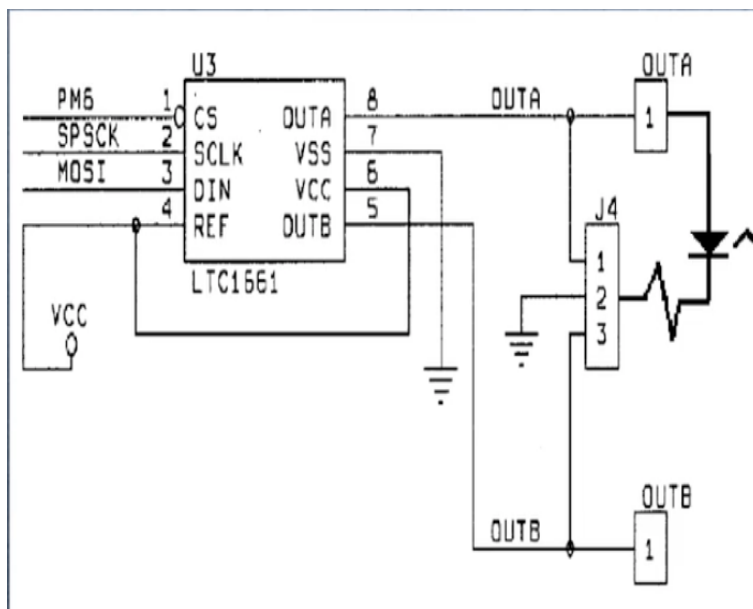 U3
PM6 1 CS OUTA 8 OUTA OUTA 1
SPSCK 2 SCLK VSS 7
MOSI 3 DIN VCC 6
4 REF OUTB 5
LTC1661
J4
1
2
3
VCC
OUTB
OUTB
1